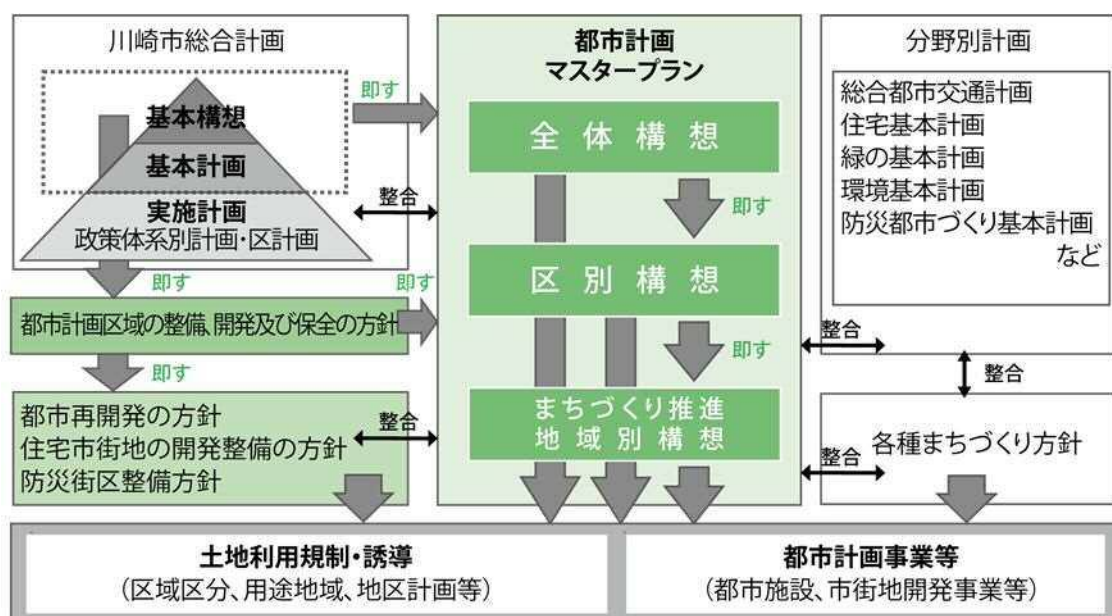 川崎市総合計画
基本構想
基本計画
実施計画
政策体系別計画・区計画
即す
整合
即す
即す
都市計画区域の整備、開発及び保全の方針
即す
都市再開発の方針
住宅市街地の開発整備の方針
防災街区整備方針
整合
都市計画
マスタープラン
全体構想
即す
区別構想
即す
まちづくり推進
地域別構想
分野別計画
総合都市交通計画
住宅基本計画
緑の基本計画
環境基本計画
防災都市づくり基本計画
など
整合
整合
整合
各種まちづくり方針
土地利用規制・誘導
（区域区分、用途地域、地区計画等）
都市計画事業等
（都市施設、市街地開発事業等）